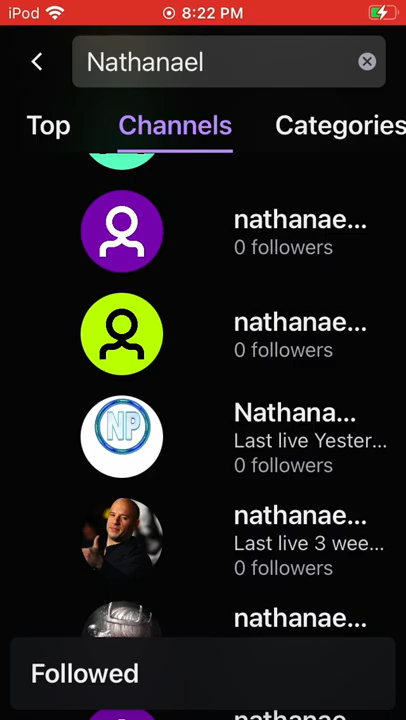 iPod 8:22 PM
Nathanael
Top Channels Categories
nathanae...
0 followers
nathanae...
0 followers
NP
Nathana...
Last live Yester...
0 followers
nathanae...
Last live 3 wee...
0 followers
nathanae...
Followed